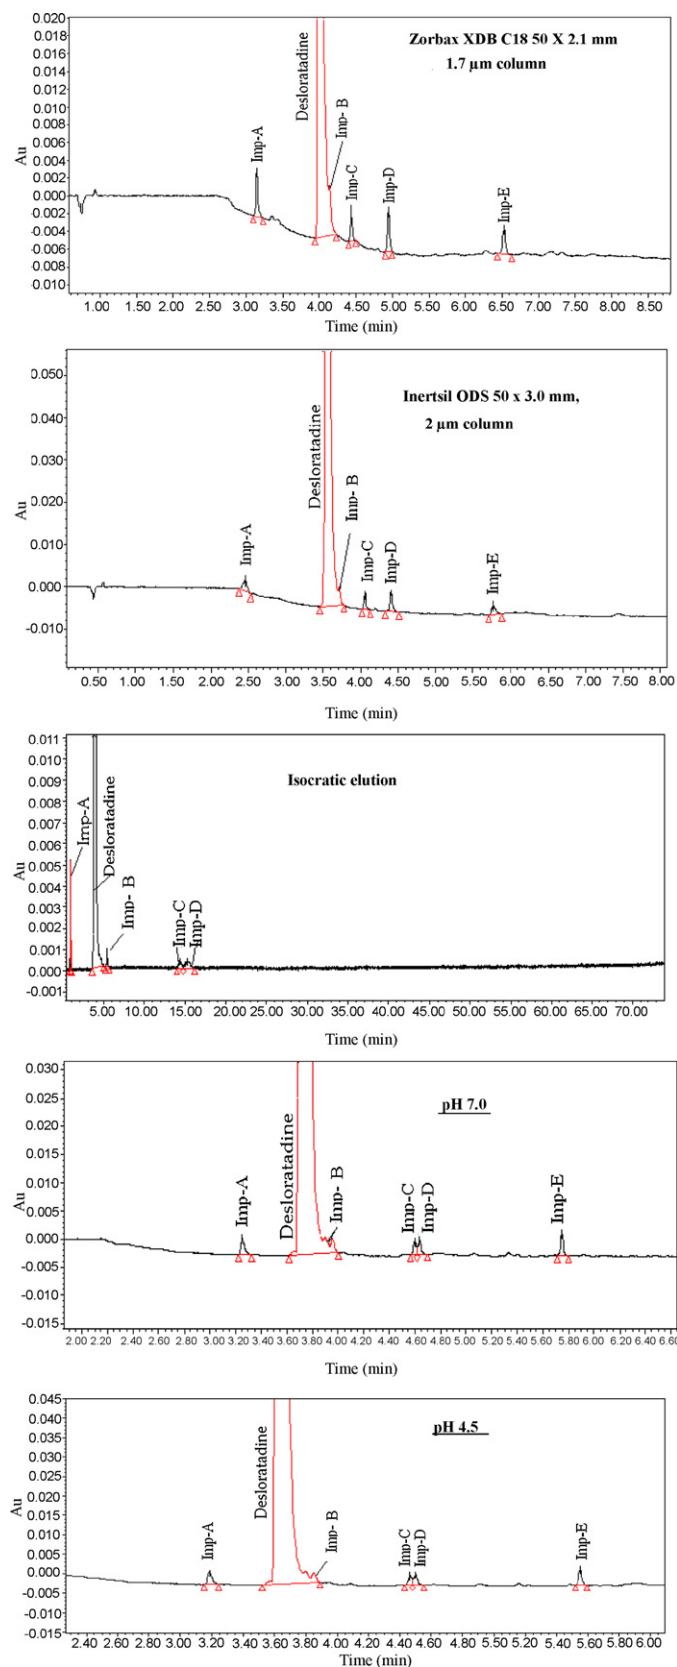 Zorbax XDB C18 50 X 2.1 mm
1.7 µm column
Au
0.020
0.018
0.016
0.014
0.012
0.010
0.008
0.006
0.004
0.002
0.000
-0.002
-0.004
-0.006
-0.008
-0.010
Imp-A
Desloratadine
Imp- B
Imp-C
Imp-D
Imp-E
1.00 1.50 2.00 2.50 3.00 3.50 4.00 4.50 5.00 5.50 6.00 6.50 7.00 7.50 8.00 8.50
Time (min)
Inertsil ODS 50 x 3.0 mm,
2 µm column
Au
0.050
0.040
0.030
0.020
0.010
0.000
-0.010
Imp-A
Desloratadine
Imp- B
Imp-C
Imp-D
Imp-E
0.50 1.00 1.50 2.00 2.50 3.00 3.50 4.00 4.50 5.00 5.50 6.00 6.50 7.00 7.50 8.00
Time (min)
Isocratic elution
Au
0.011
0.010
0.009
0.008
0.007
0.006
0.005
0.004
0.003
0.002
0.001
0.000
-0.001
Imp-A
Desloratadine
Imp- B
Imp-C
Imp-D
5.00 10.00 15.00 20.00 25.00 30.00 35.00 40.00 45.00 50.00 55.00 60.00 65.00 70.00
Time (min)
pH 7.0
Au
0.030
0.025
0.020
0.015
0.010
0.005
0.000
-0.005
-0.010
-0.015
Imp-A
Desloratadine
Imp- B
Imp-C
Imp-D
Imp-E
2.00 2.20 2.40 2.60 2.80 3.00 3.20 3.40 3.60 3.80 4.00 4.20 4.40 4.60 4.80 5.00 5.20 5.40 5.60 5.80 6.00 6.20 6.40 6.60
Time (min)
pH 4.5
Au
0.045
0.040
0.035
0.030
0.025
0.020
0.015
0.010
0.005
0.000
-0.005
-0.010
-0.015
Imp-A
Desloratadine
Imp- B
Imp-C
Imp-D
Imp-E
2.40 2.60 2.80 3.00 3.20 3.40 3.60 3.80 4.00 4.20 4.40 4.60 4.80 5.00 5.20 5.40 5.60 5.80 6.00
Time (min)